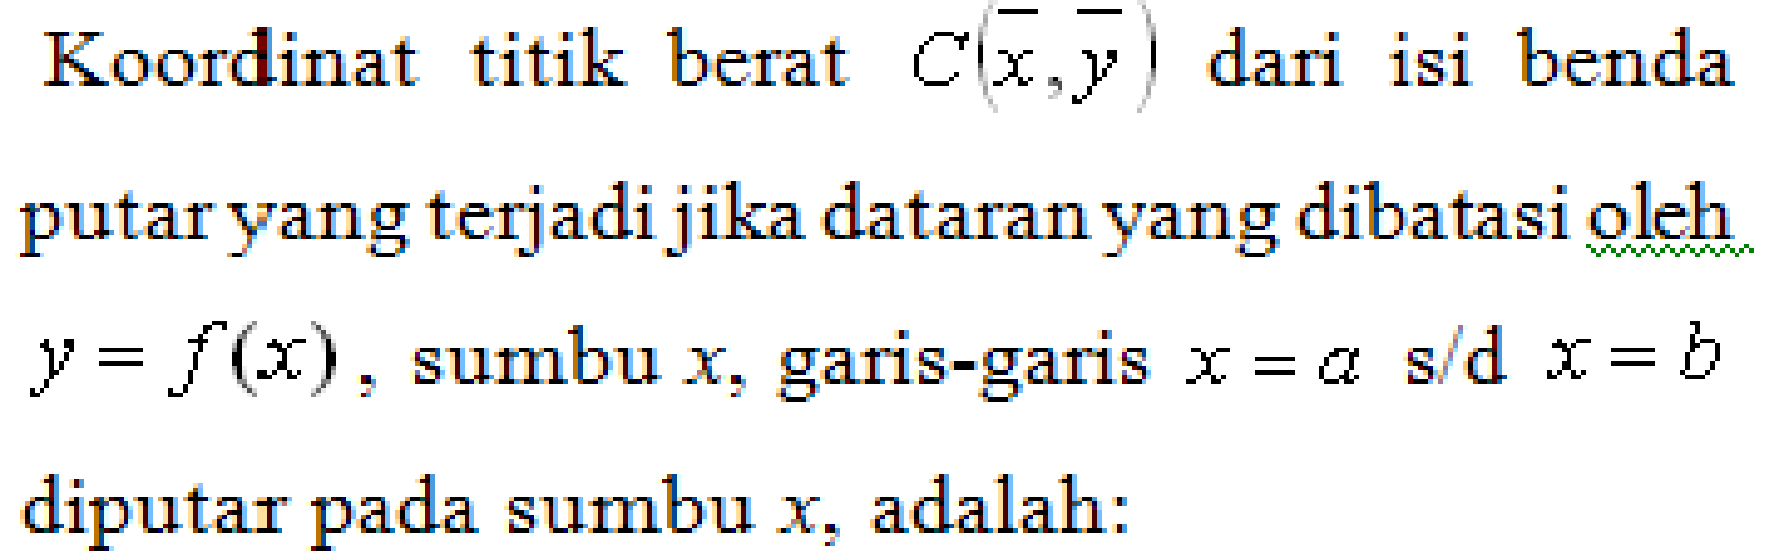 Koordinat titik berat C(x̅, y̅) dari isi benda
putar yang terjadi jika dataran yang dibatasi oleh
y = f(x), sumbu x, garis-garis x = a s/d x = b
diputar pada sumbu x, adalah: